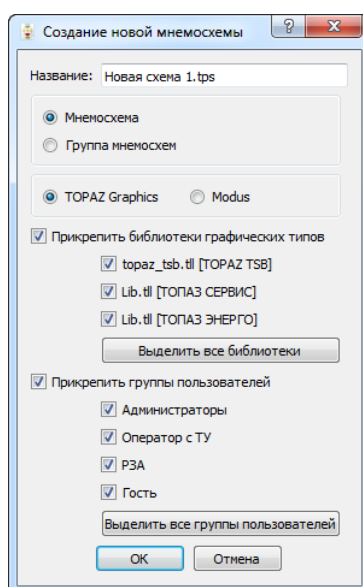 Создание новой мнемосхемы
Название: Новая схема 1.tps
Мнемосхема
Группа мнемосхем
TOPAZ Graphics Modus
Прикрепить библиотеки графических типов
topaz_tsb.tll [TOPAZ TSB]
Lib.tll [ТОПАЗ СЕРВИС]
Lib.tll [ТОПАЗ ЭНЕРГО]
Выделить все библиотеки
Прикрепить группы пользователей
Администраторы
Оператор с ТУ
РЗА
Гость
Выделить все группы пользователей
OK Отмена